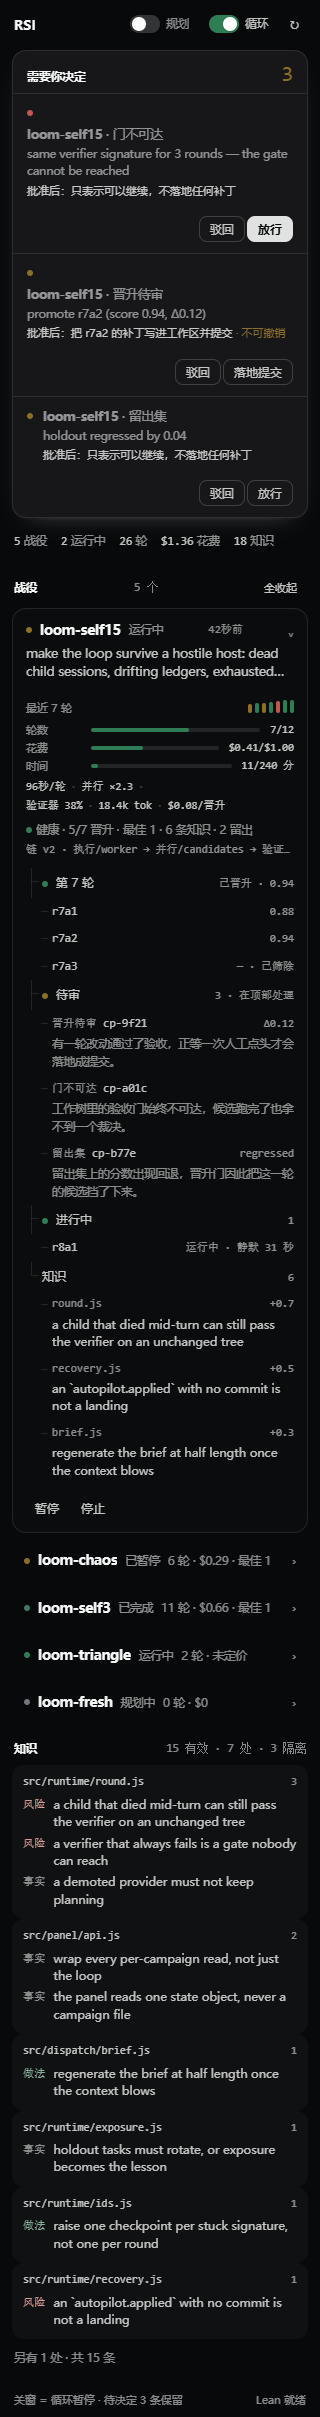 RSI 规划 循环 ↻
需要你决定 3
loom-self15 · 门不可达
same verifier signature for 3 rounds — the gate
cannot be reached
批准后：只表示可以继续，不落地任何补丁
驳回 放行
loom-self15 · 晋升待审
promote r7a2 (score 0.94, Δ0.12)
批准后：把 r7a2 的补丁写进工作区并提交 · 不可撤销
驳回 落地提交
loom-self15 · 留出集
holdout regressed by 0.04
批准后：只表示可以继续，不落地任何补丁
驳回 放行
5 战役 2 运行中 26 轮 $1.36 花费 18 知识
战役 5 个 全收起
loom-self15 运行中 42秒前
make the loop survive a hostile host: dead
child sessions, drifting ledgers, exhausted…
最近 7 轮
轮数 7/12
花费 $0.41/$1.00
时间 11/240 分
96秒/轮 · 并行 ×2.3 ·
验证器 38% · 18.4k tok · $0.08/晋升
健康 · 5/7 晋升 · 最佳 1 · 6 条知识 · 2 留出
链 v2 · 执行/worker → 并行/candidates → 验证…
第 7 轮 已晋升 · 0.94
r7a1 0.88
r7a2 0.94
r7a3 — · 已筛除
待审 3 · 在顶部处理
晋升待审 cp-9f21 Δ0.12
有一轮改动通过了验收，正等一次人工点头才会
落地成提交。
门不可达 cp-a01c
工作树里的验收门始终不可达，候选跑完了也拿
不到一个裁决。
留出集 cp-b77e regressed
留出集上的分数出现回退，晋升门因此把这一轮
的候选挡了下来。
进行中 1
r8a1 运行中 · 静默 31 秒
知识 6
round.js +0.7
a child that died mid-turn can still pass
the verifier on an unchanged tree
recovery.js +0.5
an `autopilot.applied` with no commit is
not a landing
brief.js +0.3
regenerate the brief at half length once
the context blows
暂停 停止
loom-chaos 已暂停 6 轮 · $0.29 · 最佳 1 ›
loom-self3 已完成 11 轮 · $0.66 · 最佳 1 ›
loom-triangle 运行中 2 轮 · 未定价 ›
loom-fresh 规划中 0 轮 · $0 ›
知识 15 有效 · 7 处 · 3 隔离
src/runtime/round.js 3
风险 a child that died mid-turn can still pass
the verifier on an unchanged tree
风险 a verifier that always fails is a gate nobody
can reach
事实 a demoted provider must not keep
planning
src/panel/api.js 2
事实 wrap every per-campaign read, not just
the loop
事实 the panel reads one state object, never a
campaign file
src/dispatch/brief.js 1
做法 regenerate the brief at half length once
the context blows
src/runtime/exposure.js 1
事实 holdout tasks must rotate, or exposure
becomes the lesson
src/runtime/ids.js 1
做法 raise one checkpoint per stuck signature,
not one per round
src/runtime/recovery.js 1
风险 an `autopilot.applied` with no commit is
not a landing
另有 1 处 · 共 15 条
关窗 = 循环暂停 · 待决定 3 条保留 Lean 就绪